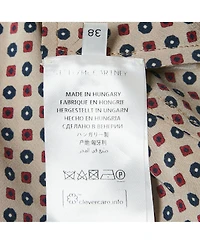 38
MADE IN HUNGARY
FABRIQUÉ EN HONGRIE
HERGESTELLT IN UNGARN
HECHO EN HUNGRÍA
СДЕЛАНО В ВЕНГРИИ
ハンガリー製
产地：匈牙利
clevercare.info